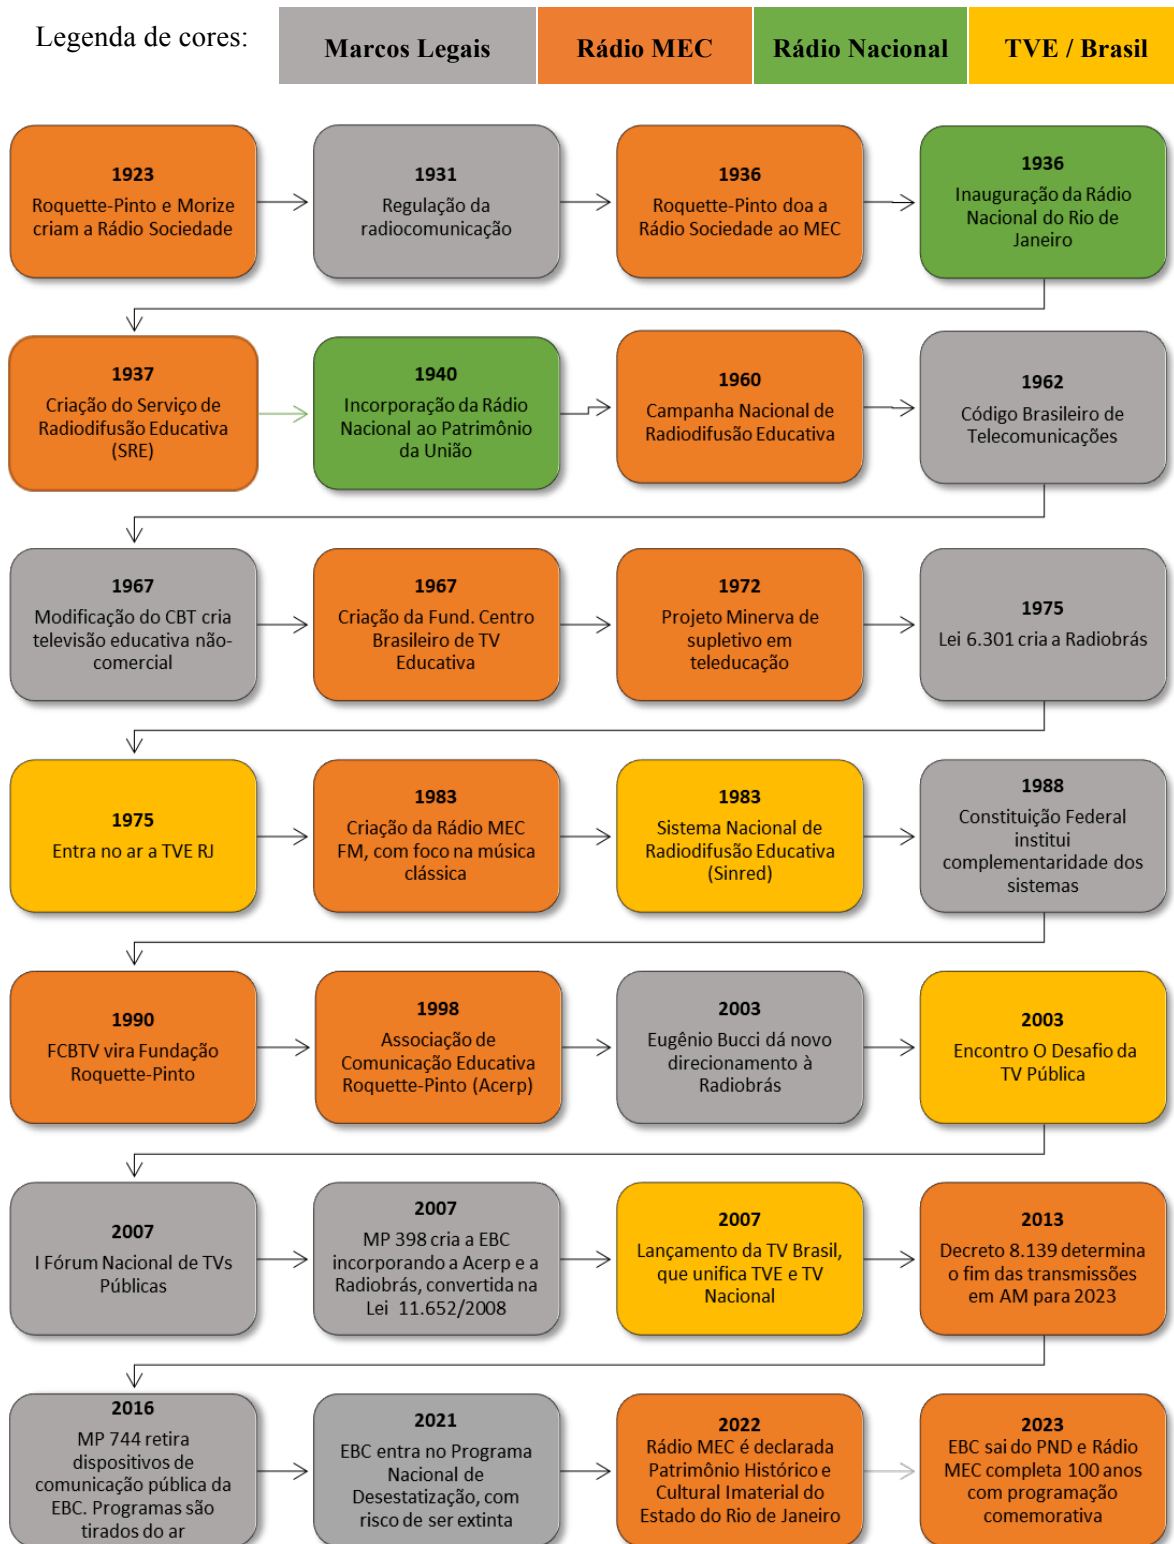 Legenda de cores:
Marcos Legais
Rádio MEC
Rádio Nacional
TVE / Brasil
1923
Roquette-Pinto e Morize
criam a Rádio Sociedade
1931
Regulação da
radiocomunicação
1936
Roquette-Pinto doa a
Rádio Sociedade ao MEC
1936
Inauguração da Rádio
Nacional do Rio de
Janeiro
1937
Criação do Serviço de
Radiodifusão Educativa
(SRE)
1940
Incorporação da Rádio
Nacional ao Patrimônio
da União
1960
Campanha Nacional de
Radiodifusão Educativa
1962
Código Brasileiro de
Telecomunicações
1967
Modificação do CBT cria
televisão educativa não-
comercial
1967
Criação da Fund. Centro
Brasileiro de TV
Educativa
1972
Projeto Minerva de
supletivo em
teleducação
1975
Lei 6.301 cria a Radiobrás
1975
Entra no ar a TVE RJ
1983
Criação da Rádio MEC
FM, com foco na música
clássica
1983
Sistema Nacional de
Radiodifusão Educativa
(Sinred)
1988
Constituição Federal
institui
complementaridade dos
sistemas
1990
FCBTV vira Fundação
Roquette-Pinto
1998
Associação de
Comunicação Educativa
Roquette-Pinto (Acerp)
2003
Eugênio Bucci dá novo
direcionamento à
Radiobrás
2003
Encontro O Desafio da
TV Pública
2007
I Fórum Nacional de TVs
Públicas
2007
MP 398 cria a EBC
incorporando a Acerp e a
Radiobrás, convertida na
Lei 11.652/2008
2007
Lançamento da TV Brasil,
que unifica TVE e TV
Nacional
2013
Decreto 8.139 determina
o fim das transmissões
em AM para 2023
2016
MP 744 retira
dispositivos de
comunicação pública da
EBC. Programas são
tirados do ar
2021
EBC entra no Programa
Nacional de
Desestatização, com
risco de ser extinta
2022
Rádio MEC é declarada
Patrimônio Histórico e
Cultural Imaterial do
Estado do Rio de Janeiro
2023
EBC sai do PND e Rádio
MEC completa 100 anos
com programação
comemorativa